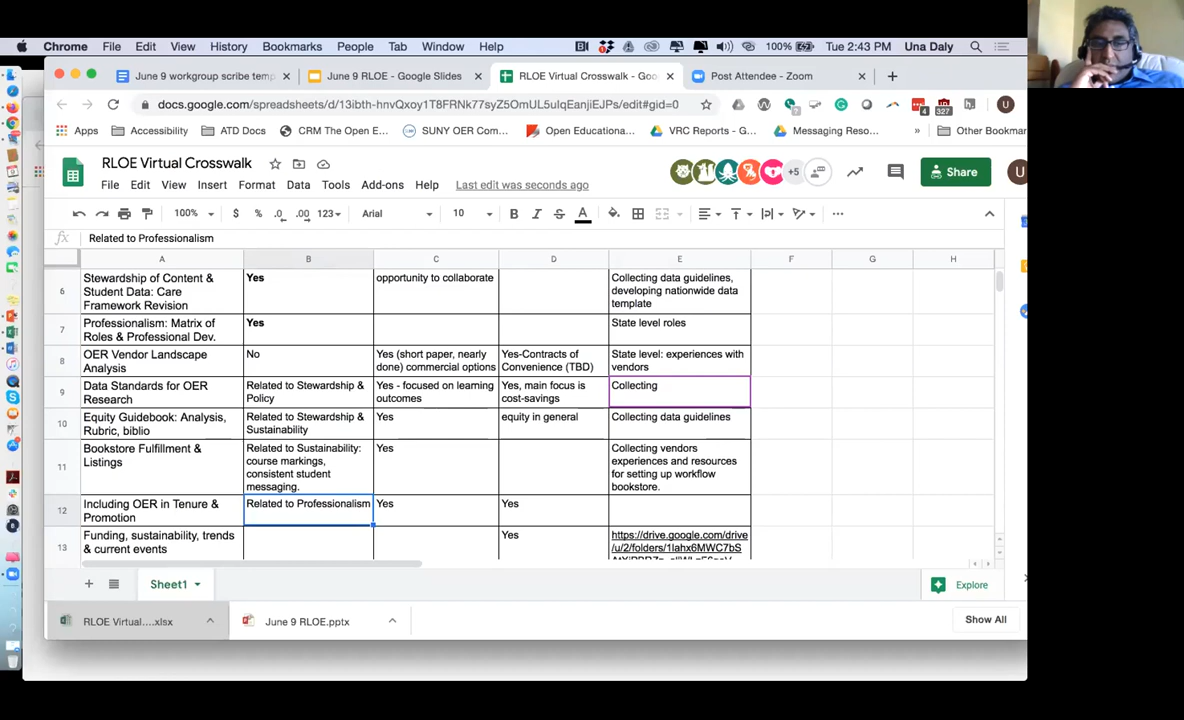 Chrome File Edit View History Bookmarks People Tab Window Help 100% Tue 2:43 PM Una Daly
June 9 workgroup scribe temp × June 9 RLOE - Google Slides × RLOE Virtual Crosswalk - Goo × Post Attendee - Zoom × +
docs.google.com/spreadsheets/d/13ibth-hnvQxoy1T8FRNk77syZ5OmUL5uIqEanjiEJPs/edit#gid=0 4 327 U
Apps Accessibility ATD Docs CRM The Open E... SUNY OER Com... Open Educationa... VRC Reports - G... Messaging Reso... » Other Bookmar
RLOE Virtual Crosswalk
+5 Share U
File Edit View Insert Format Data Tools Add-ons Help Last edit was seconds ago
100% $ % .0 .00 123 Arial 10 B I S A
fx Related to Professionalism
A B C D E F G H
6 Stewardship of Content & Yes opportunity to collaborate Collecting data guidelines,
Student Data: Care developing nationwide data
Framework Revision template
7 Professionalism: Matrix of Yes State level roles
Roles & Professional Dev.
8 OER Vendor Landscape No Yes (short paper, nearly Yes-Contracts of State level: experiences with
Analysis done) commercial options Convenience (TBD) vendors
9 Data Standards for OER Related to Stewardship & Yes - focused on learning Yes, main focus is Collecting
Research Policy outcomes cost-savings
10 Equity Guidebook: Analysis, Related to Stewardship & Yes equity in general Collecting data guidelines
Rubric, biblio Sustainability
11 Bookstore Fulfillment & Related to Sustainability: Yes Collecting vendors
Listings course markings, experiences and resources
consistent student for setting up workflow
messaging. bookstore.
12 Including OER in Tenure & Related to Professionalism Yes Yes
Promotion
13 Funding, sustainability, trends Yes https://drive.google.com/drive
& current events /u/2/folders/1lahx6MWC7bS
+ Sheet1 Explore
RLOE Virtual....xlsx June 9 RLOE.pptx Show All